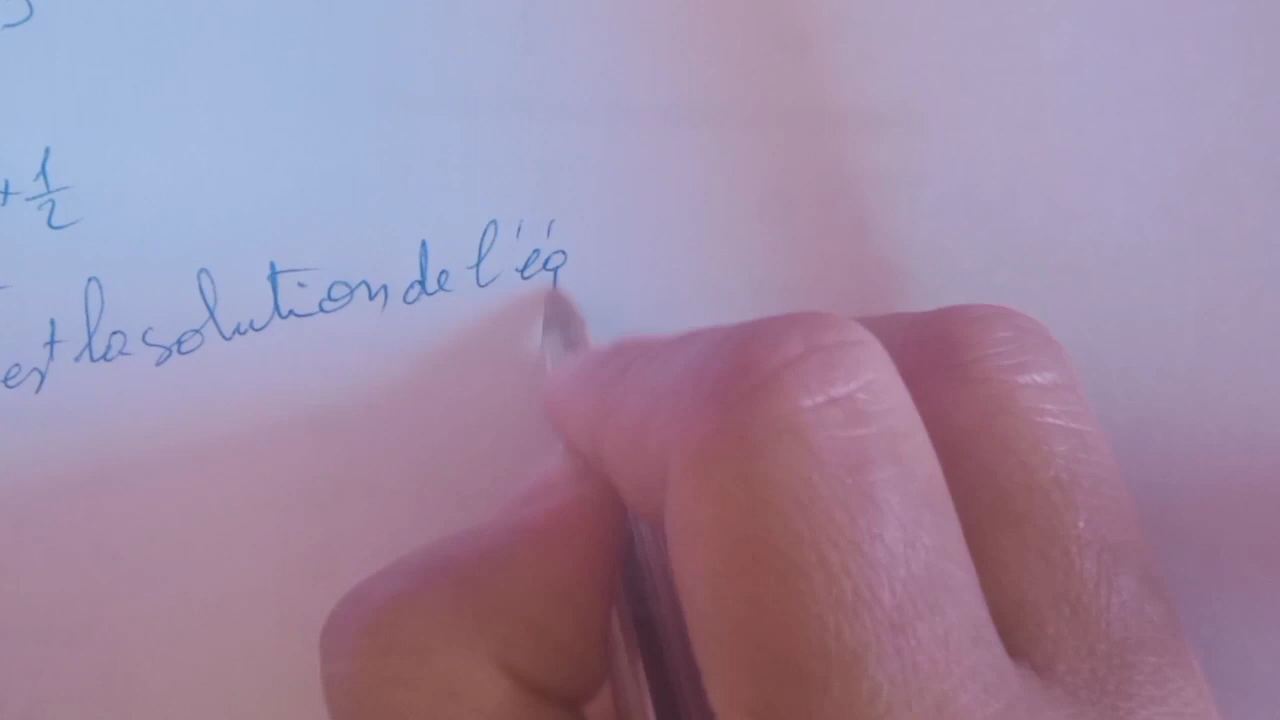 + 1/2
est la solution de l'éq